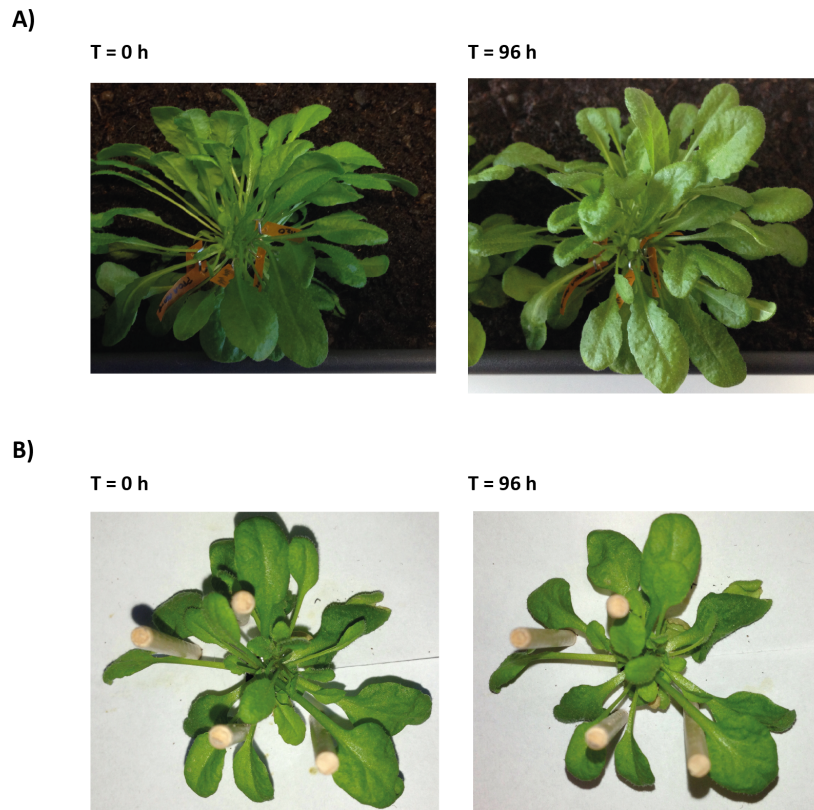 A)
T = 0 h
T = 96 h
B)
T = 0 h
T = 96 h